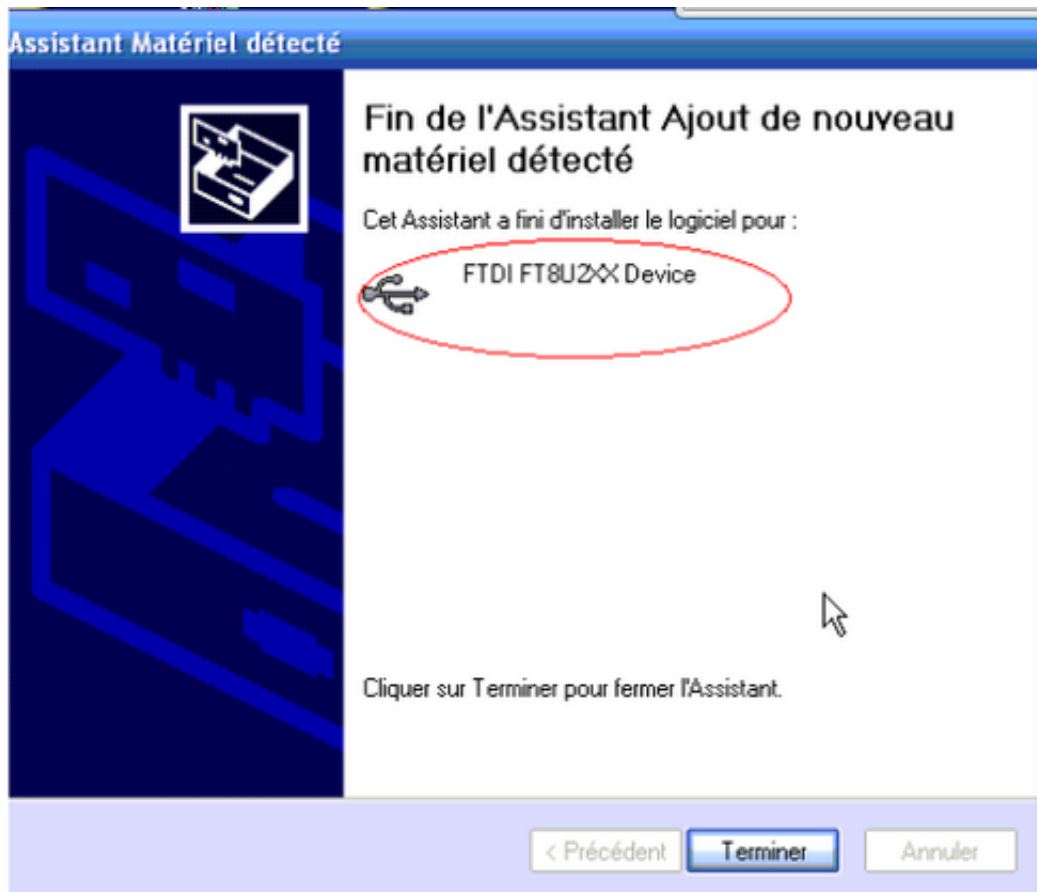 Assistant Matériel détecté
Fin de l'Assistant Ajout de nouveau
matériel détecté
Cet Assistant a fini d'installer le logiciel pour :
FTDI FT8U2XX Device
Cliquer sur Terminer pour fermer l'Assistant.
< Précédent Terminer Annuler